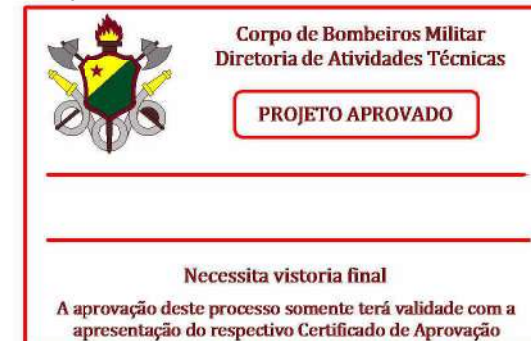 Corpo de Bombeiros Militar
Diretoria de Atividades Técnicas
PROJETO APROVADO
Necessita vistoria final
A aprovação deste processo somente terá validade com a
apresentação do respectivo Certificado de Aprovação